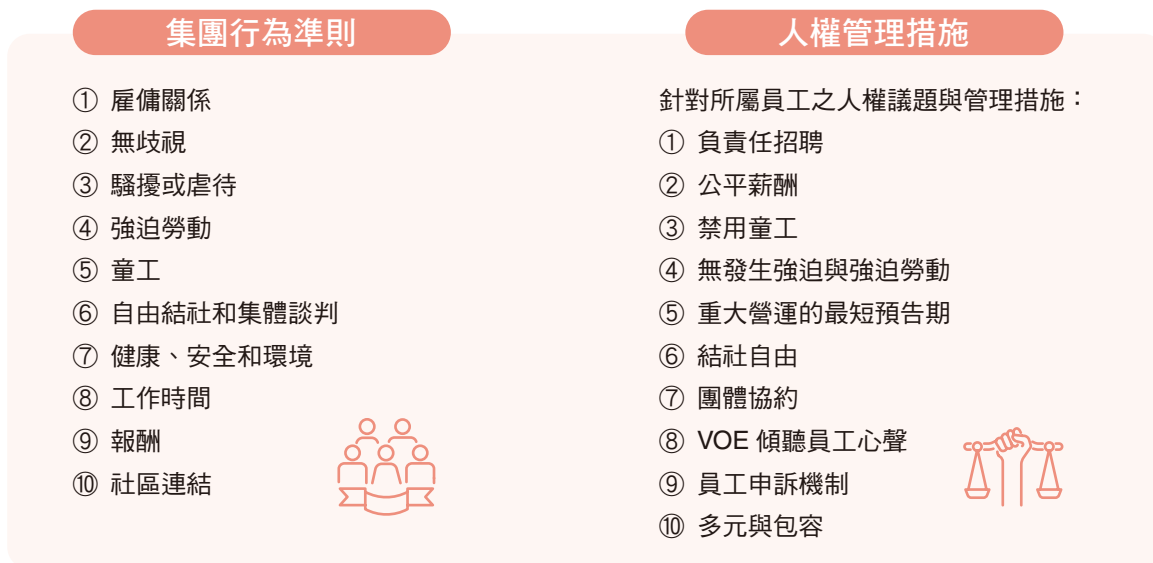 集團行為準則
① 雇傭關係
② 無歧視
③ 騷擾或虐待
④ 強迫勞動
⑤ 童工
⑥ 自由結社和集體談判
⑦ 健康、安全和環境
⑧ 工作時間
⑨ 報酬
⑩ 社區連結
人權管理措施
針對所屬員工之人權議題與管理措施：
① 負責任招聘
② 公平薪酬
③ 禁用童工
④ 無發生強迫與強迫勞動
⑤ 重大營運的最短預告期
⑥ 結社自由
⑦ 團體協約
⑧ VOE 傾聽員工心聲
⑨ 員工申訴機制
⑩ 多元與包容